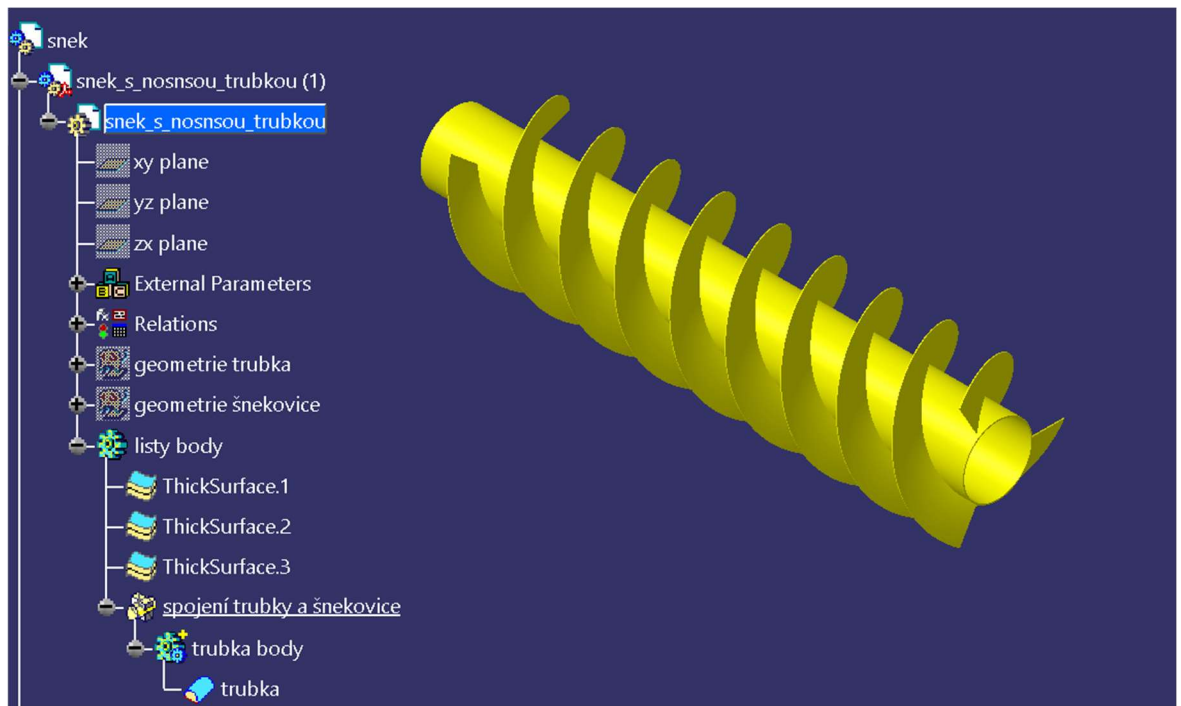 snek
snek_s_nosnsou_trubkou (1)
snek_s_nosnsou_trubkou
xy plane
yz plane
zx plane
External Parameters
Relations
geometrie trubka
geometrie šnekovice
listy body
ThickSurface.1
ThickSurface.2
ThickSurface.3
spojení trubky a šnekovice
trubka body
trubka